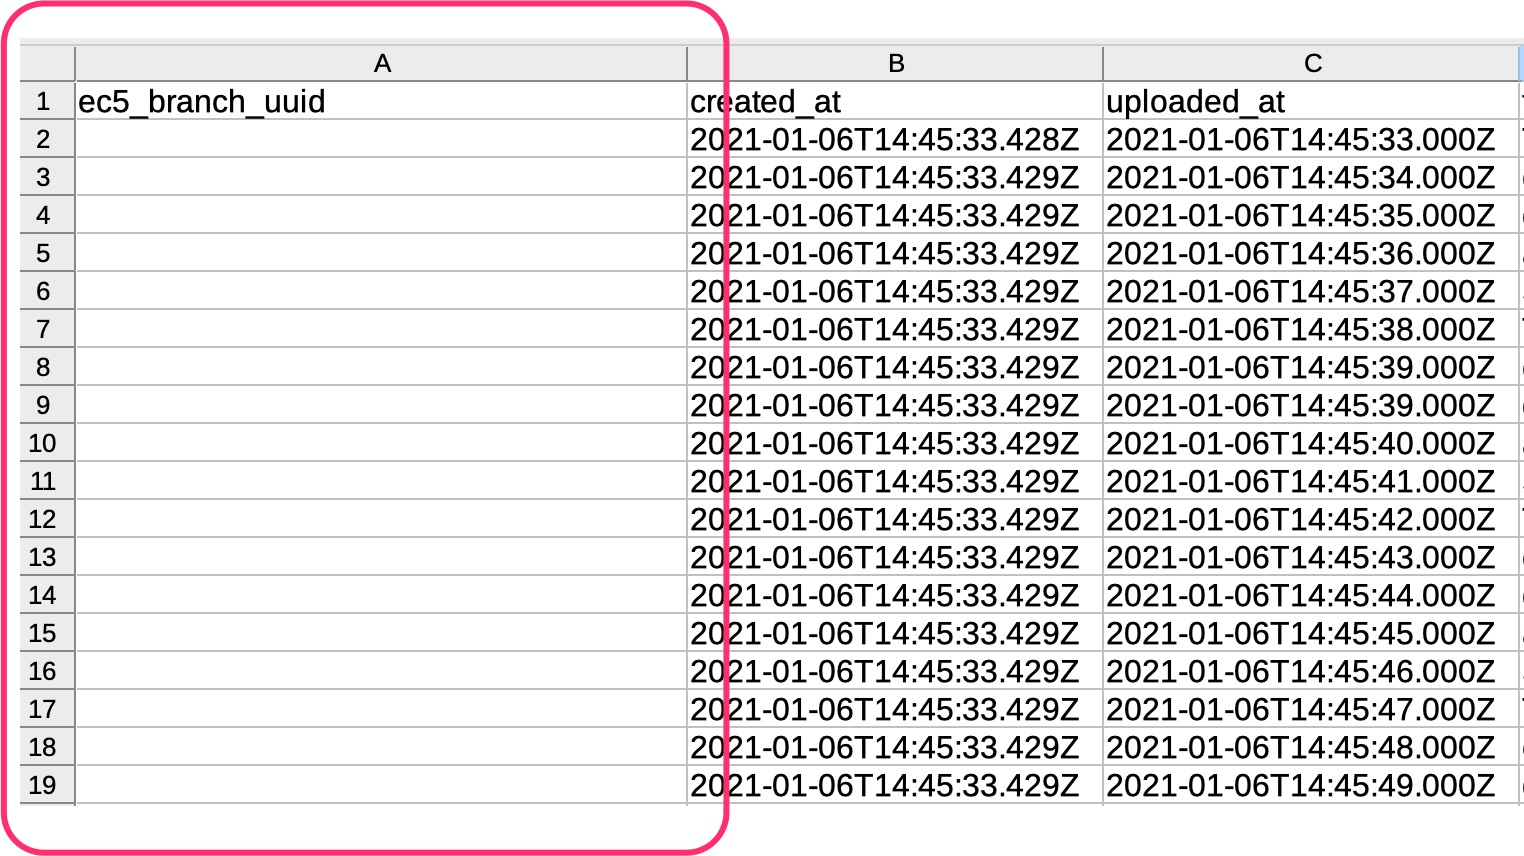 A B C
1 ec5_branch_uuid created_at uploaded_at
2 2021-01-06T14:45:33.428Z 2021-01-06T14:45:33.000Z
3 2021-01-06T14:45:33.429Z 2021-01-06T14:45:34.000Z
4 2021-01-06T14:45:33.429Z 2021-01-06T14:45:35.000Z
5 2021-01-06T14:45:33.429Z 2021-01-06T14:45:36.000Z
6 2021-01-06T14:45:33.429Z 2021-01-06T14:45:37.000Z
7 2021-01-06T14:45:33.429Z 2021-01-06T14:45:38.000Z
8 2021-01-06T14:45:33.429Z 2021-01-06T14:45:39.000Z
9 2021-01-06T14:45:33.429Z 2021-01-06T14:45:39.000Z
10 2021-01-06T14:45:33.429Z 2021-01-06T14:45:40.000Z
11 2021-01-06T14:45:33.429Z 2021-01-06T14:45:41.000Z
12 2021-01-06T14:45:33.429Z 2021-01-06T14:45:42.000Z
13 2021-01-06T14:45:33.429Z 2021-01-06T14:45:43.000Z
14 2021-01-06T14:45:33.429Z 2021-01-06T14:45:44.000Z
15 2021-01-06T14:45:33.429Z 2021-01-06T14:45:45.000Z
16 2021-01-06T14:45:33.429Z 2021-01-06T14:45:46.000Z
17 2021-01-06T14:45:33.429Z 2021-01-06T14:45:47.000Z
18 2021-01-06T14:45:33.429Z 2021-01-06T14:45:48.000Z
19 2021-01-06T14:45:33.429Z 2021-01-06T14:45:49.000Z